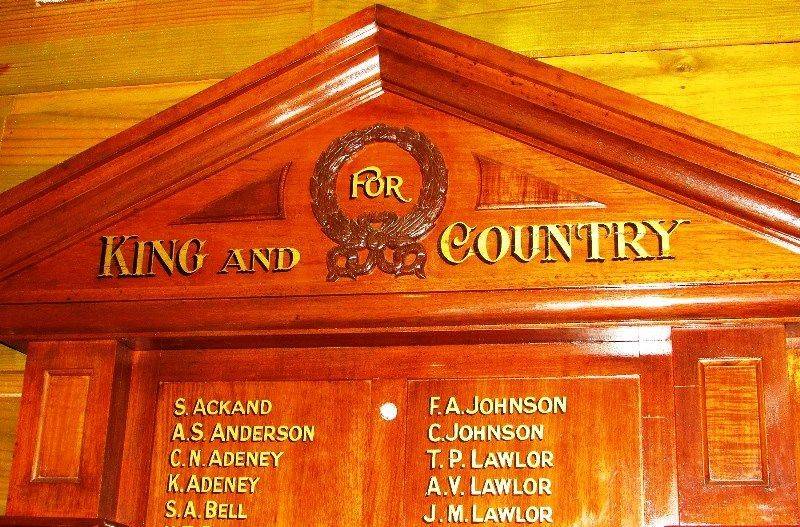 FOR
KING AND COUNTRY
S. ACKAND
A.S. ANDERSON
C.N. ADENEY
K. ADENEY
S.A. BELL
F.A. JOHNSON
C. JOHNSON
T.P. LAWLOR
A.V. LAWLOR
J.M. LAWLOR